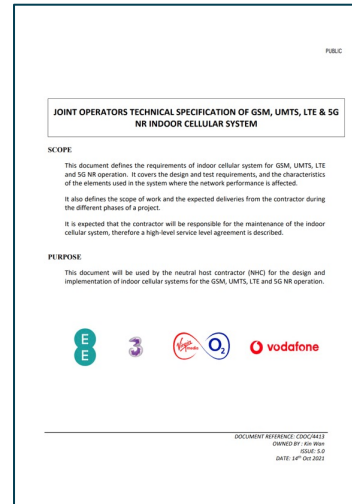 PUBLIC
JOINT OPERATORS TECHNICAL SPECIFICATION OF GSM, UMTS, LTE & 5G
NR INDOOR CELLULAR SYSTEM
SCOPE
This document defines the requirements of indoor cellular system for GSM, UMTS, LTE
and 5G NR operation. It covers the design and test requirements, and the characteristics
of the elements used in the system where the network performance is affected.
It also defines the scope of work and the expected deliveries from the contractor during
the different phases of a project.
It is expected that the contractor will be responsible for the maintenance of the indoor
cellular system, therefore a high-level service level agreement is described.
PURPOSE
This document will be used by the neutral host contractor (NHC) for the design and
implementation of indoor cellular systems for the GSM, UMTS, LTE and 5G NR operation.
EE 3 Virgin media O2 vodafone
DOCUMENT REFERENCE: CDOC/4413
OWNED BY : Kin Wan
ISSUE: 5.0
DATE: 14th Oct 2021